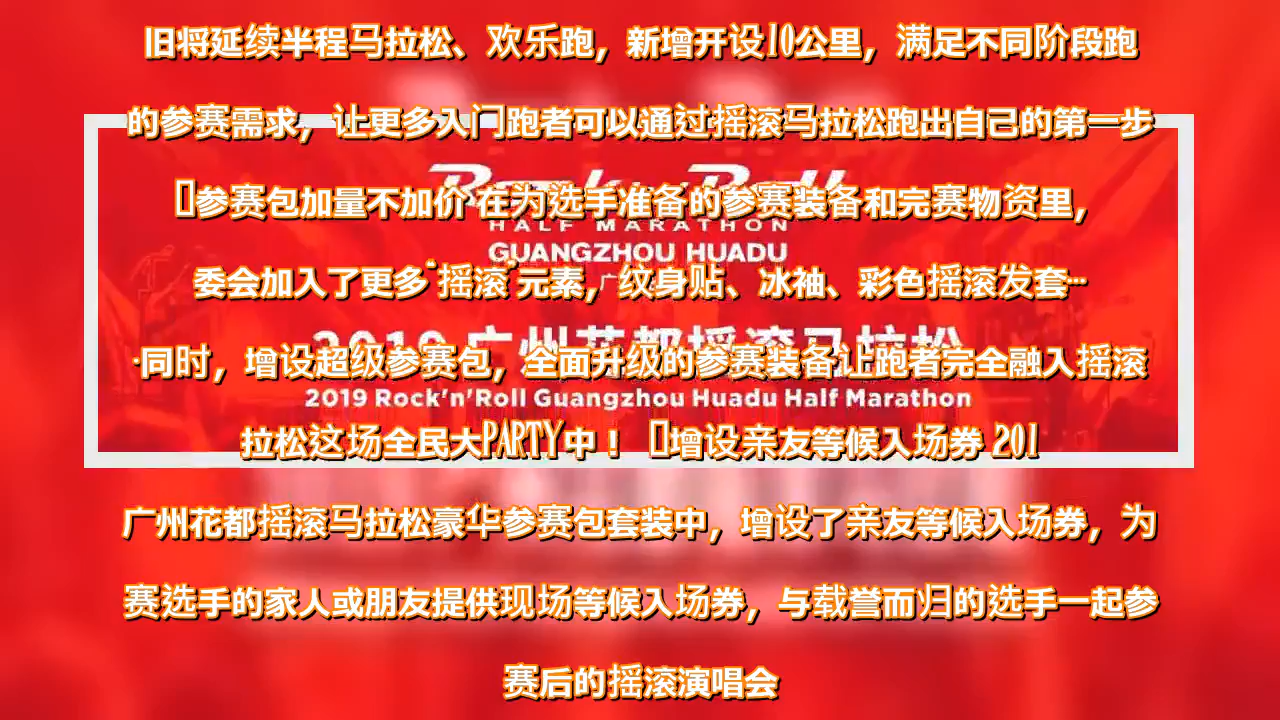 旧将延续半程马拉松、欢乐跑，新增开设10公里，满足不同阶段跑
的参赛需求，让更多入门跑者可以通过摇滚马拉松跑出自己的第一步
参赛包加量不加价 在为选手准备的参赛装备和完赛物资里，
HALF MARATHON
GUANGZHOU HUADU
委会加入了更多“摇滚”元素，纹身贴、冰袖、彩色摇滚发套…
2019 广州花都摇滚马拉松
·同时，增设超级参赛包，全面升级的参赛装备让跑者完全融入摇滚
2019 Rock'n'Roll Guangzhou Huadu Half Marathon
拉松这场全民大PARTY中！ 增设亲友等候入场券 201
广州花都摇滚马拉松豪华参赛包套装中，增设了亲友等候入场券，为
赛选手的家人或朋友提供现场等候入场券，与载誉而归的选手一起参
赛后的摇滚演唱会